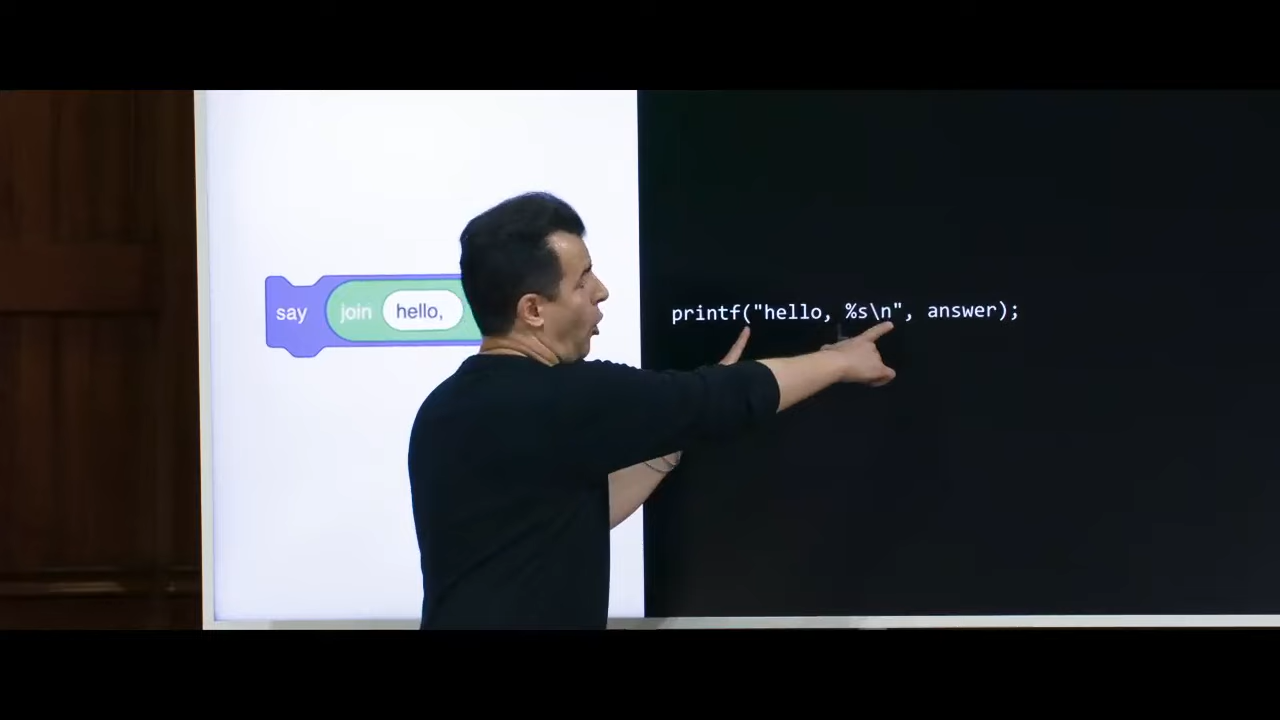 say join hello,
printf("hello, %s\n", answer);